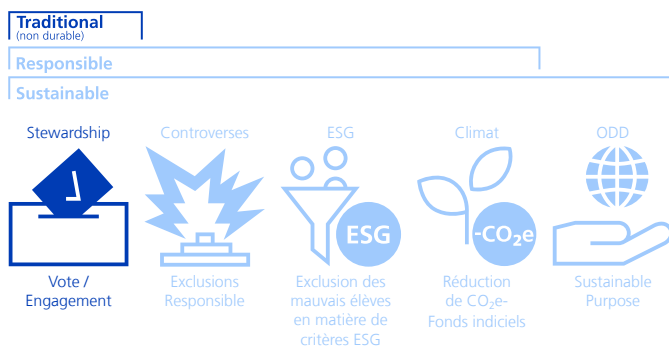 Traditional
(non durable)
Responsible
Sustainable
Stewardship
Controverses
ESG
Climat
ODD
ESG
-CO₂e
Vote /
Engagement
Exclusions
Responsible
Exclusion des
mauvais élèves
en matière de
critères ESG
Réduction
de CO₂e-
Fonds indiciels
Sustainable
Purpose